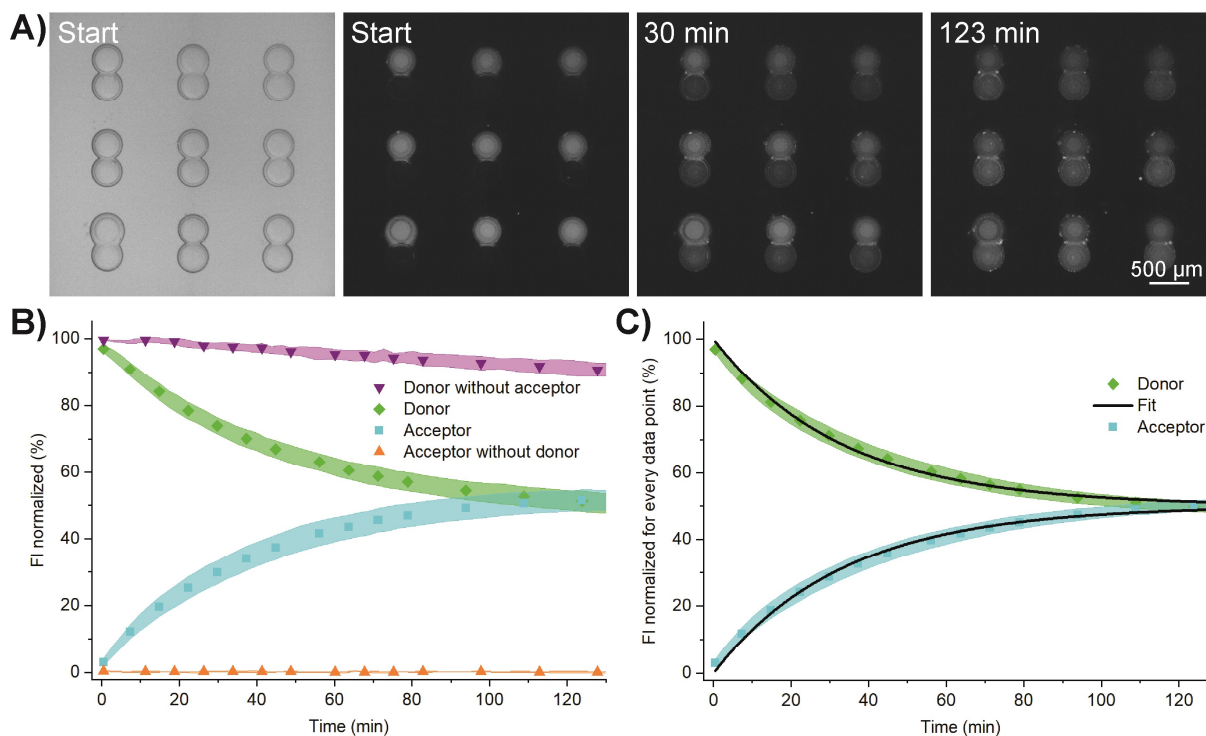 A)
Start
Start
30 min
123 min
500 µm
B)
FI normalized (%)
100
80
60
40
20
0
Donor without acceptor
Donor
Acceptor
Acceptor without donor
0 20 40 60 80 100 120
Time (min)
C)
FI normalized for every data point (%)
100
80
60
40
20
0
Donor
Fit
Acceptor
0 20 40 60 80 100 120
Time (min)